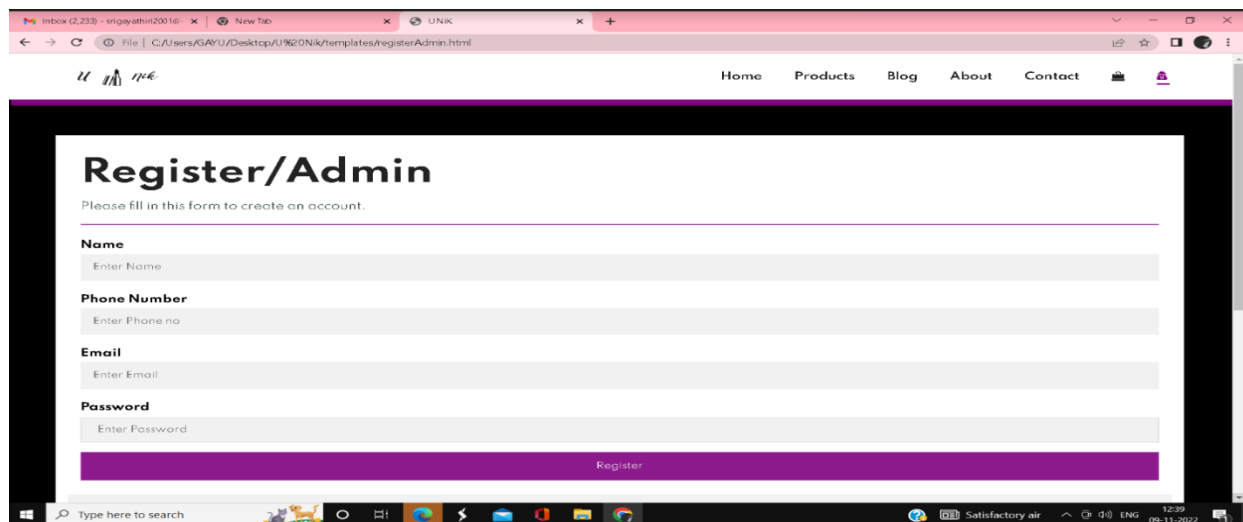 Inbox (2,233) - srigayathiri2001@ New Tab UNIK
File | C:/Users/GAYU/Desktop/U%20Nik/templates/registerAdmin.html
U nik Home Products Blog About Contact
Register/Admin
Please fill in this form to create an account.
Name
Enter Name
Phone Number
Enter Phone no
Email
Enter Email
Password
Enter Password
Register
Type here to search Satisfactory air ENG 12:39
09-11-2022